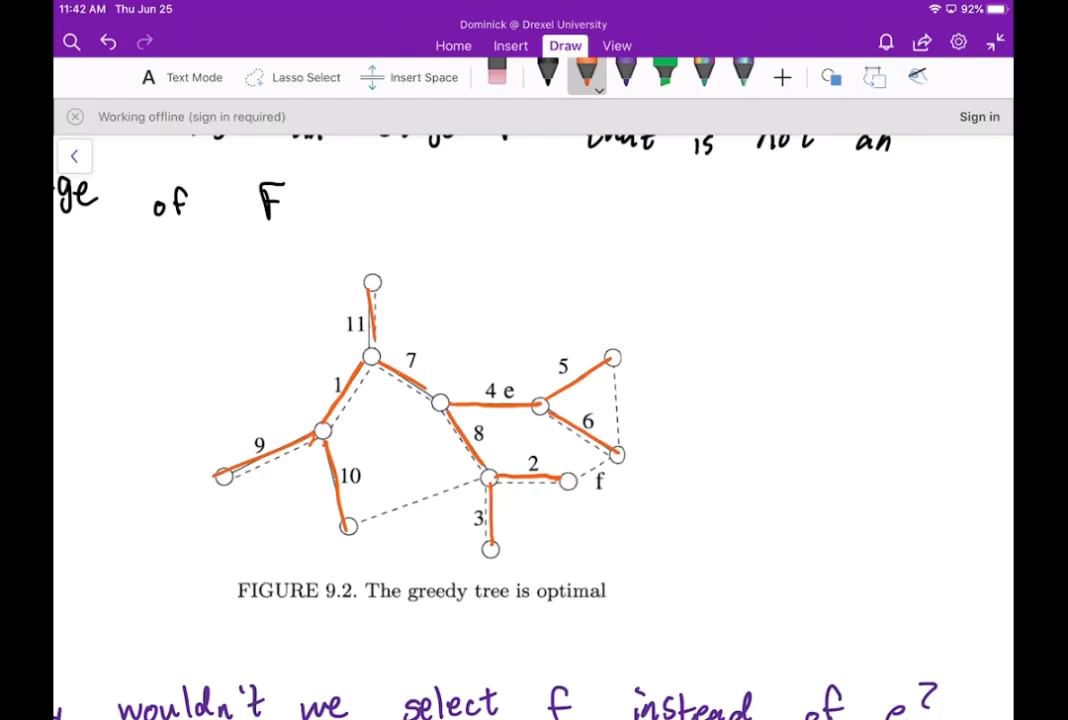 11:42 AM Thu Jun 25
92%
Dominick @ Drexel University
Home Insert Draw View
Text Mode Lasso Select Insert Space
Working offline (sign in required) Sign in
that is not an
of F
11
7
5
1
4 e
6
8
9
2
10
f
3
FIGURE 9.2. The greedy tree is optimal
wouldn't we select f instead of e?